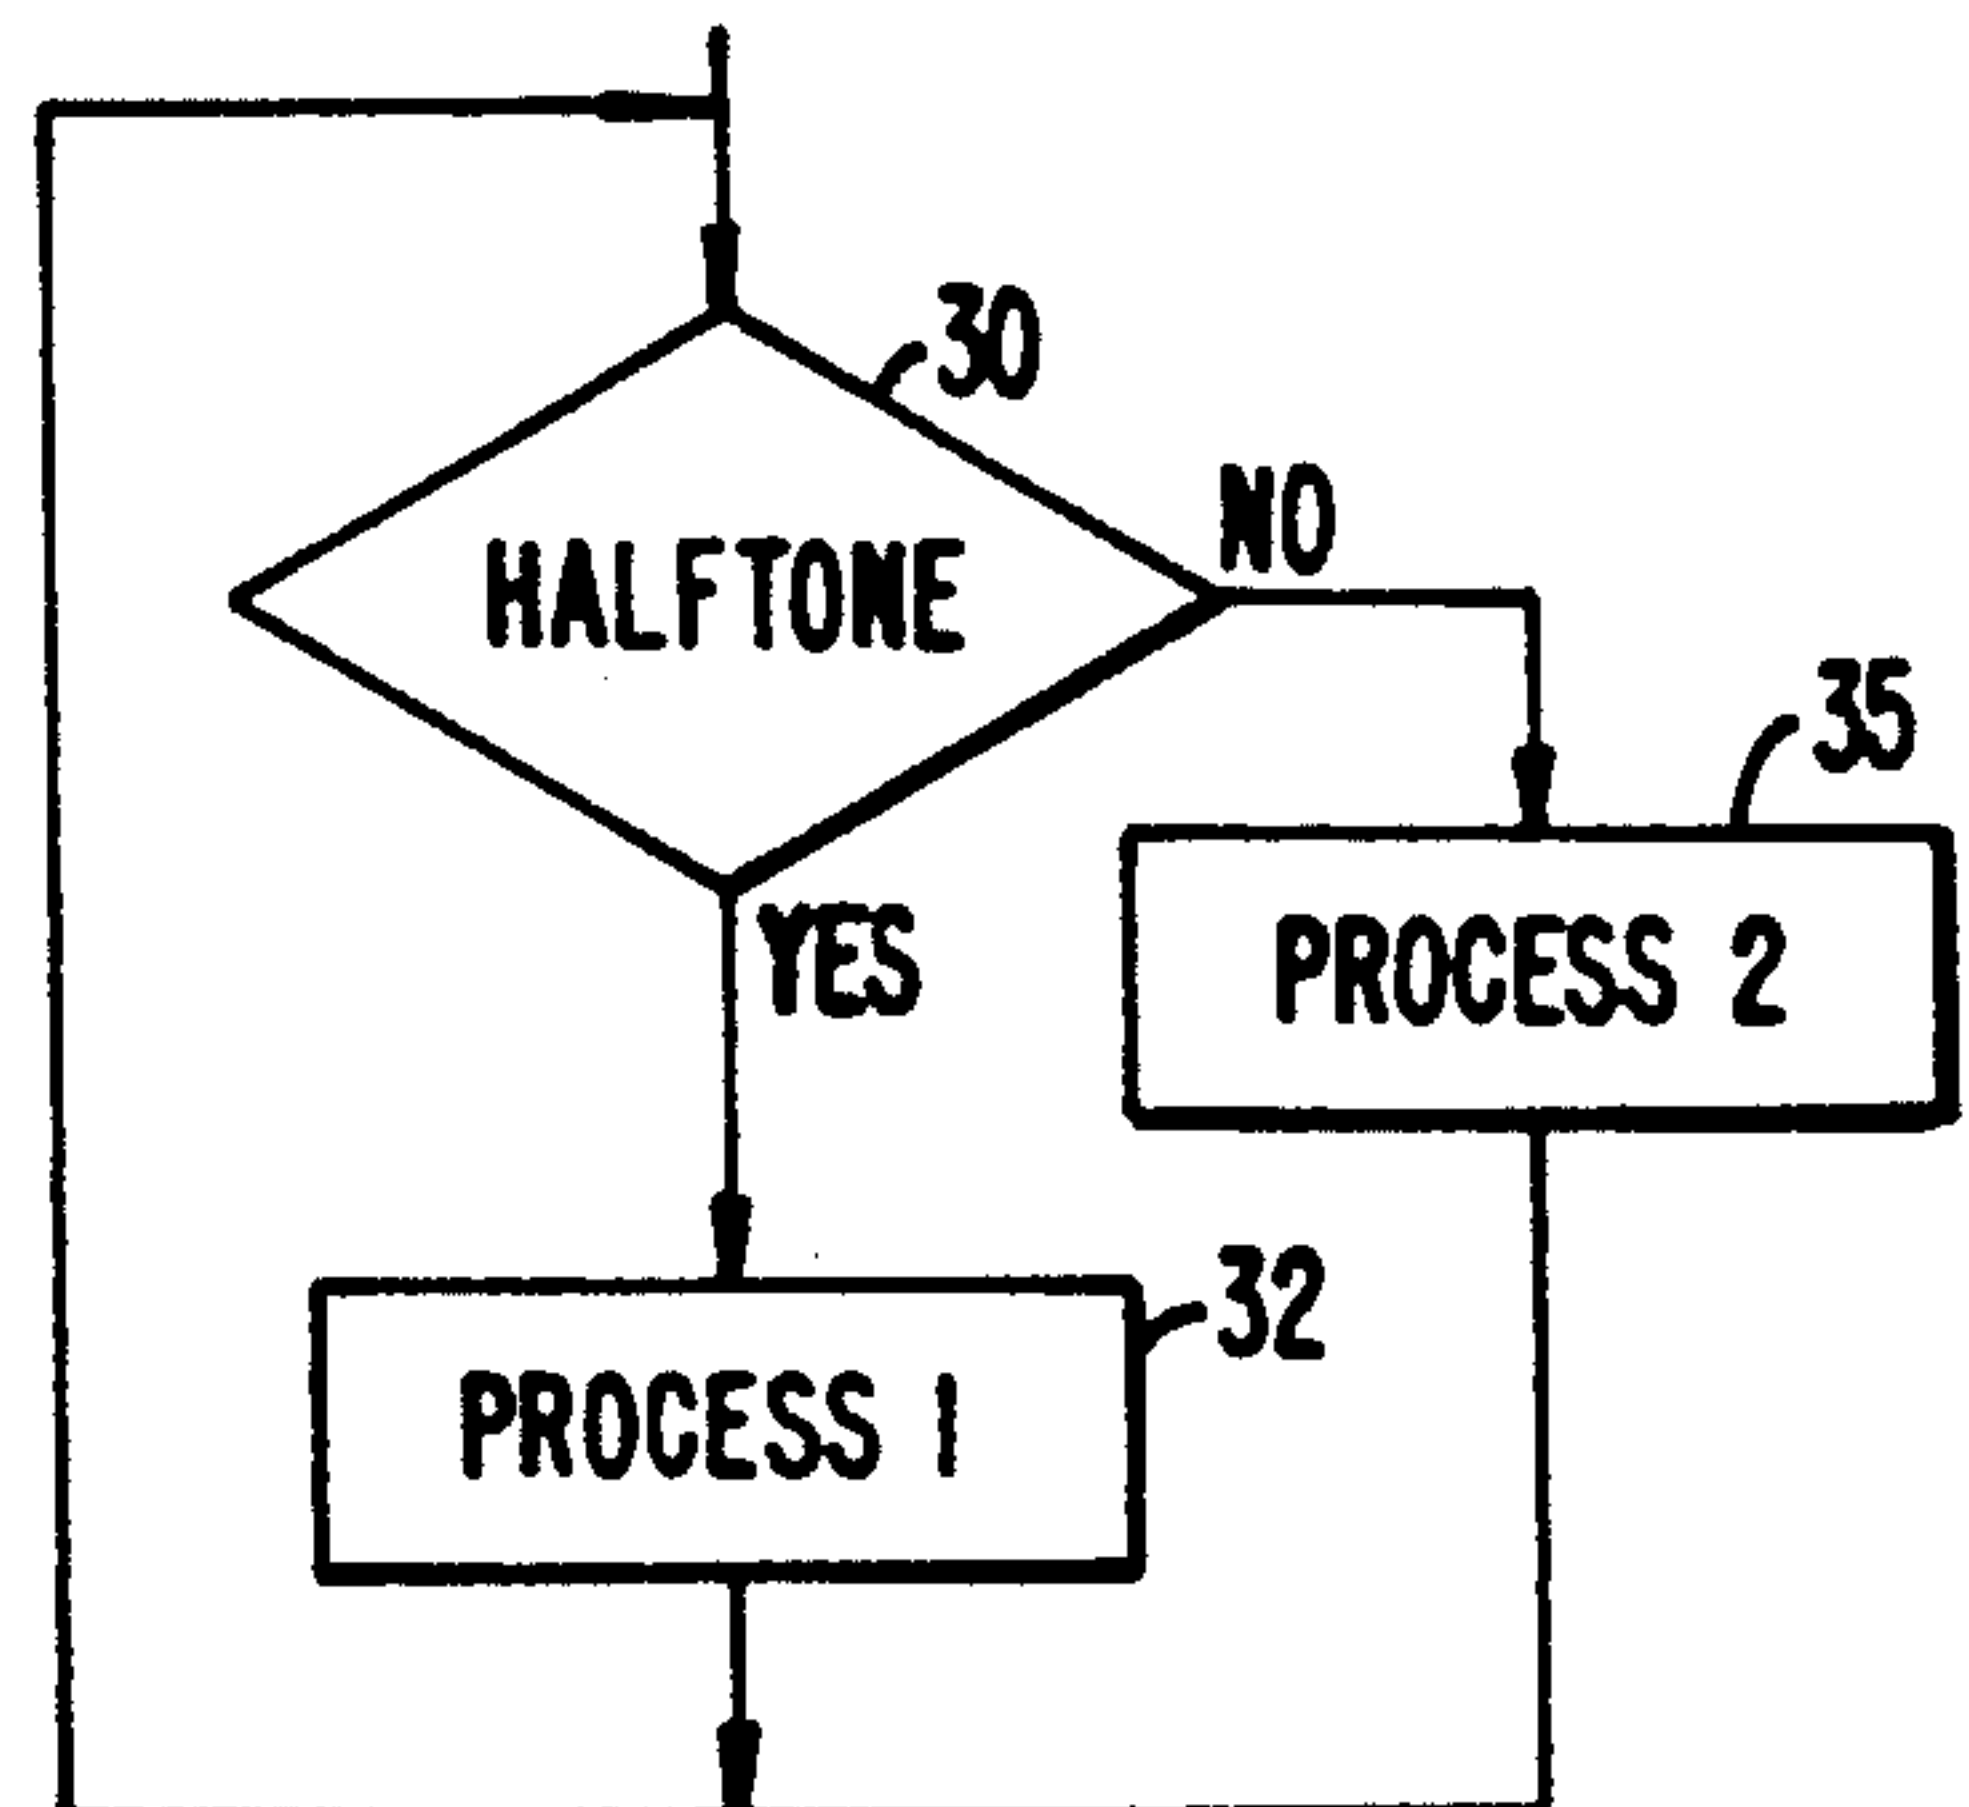 30
NO
HALFTONE
35
YES
PROCESS 2
32
PROCESS 1